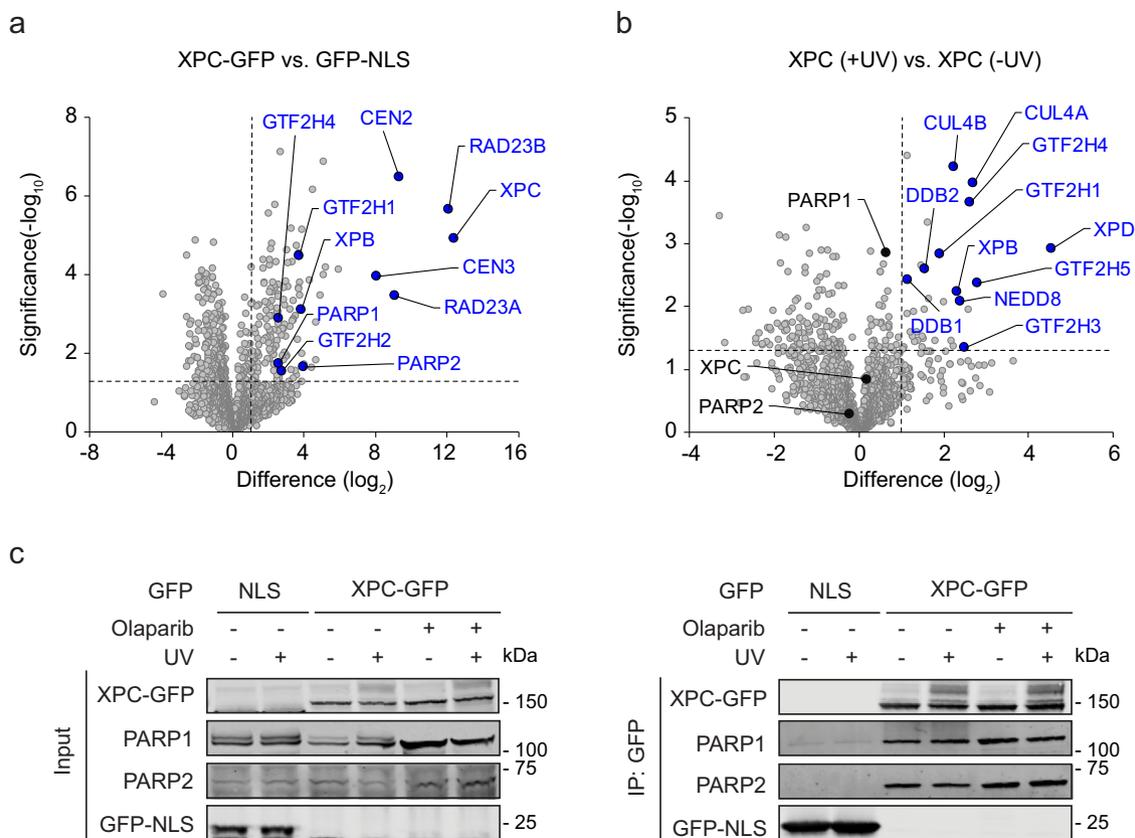 a
XPC-GFP vs. GFP-NLS
Significance(-log10)
8
6
4
2
0
-8
-4
0
4
8
12
16
Difference (log2)
GTF2H4
CEN2
RAD23B
XPC
GTF2H1
XPB
CEN3
RAD23A
PARP1
GTF2H2
PARP2
b
XPC (+UV) vs. XPC (-UV)
Significance(-log10)
5
4
3
2
1
0
-4
-2
0
2
4
6
Difference (log2)
CUL4A
CUL4B
GTF2H4
PARP1
DDB2
GTF2H1
XPD
XPB
GTF2H5
NEDD8
DDB1
GTF2H3
XPC
PARP2
c
GFP NLS XPC-GFP
Olaparib - - - - + +
UV - + - + - + kDa
Input
XPC-GFP - 150
PARP1 - 100
- 75
PARP2
GFP-NLS - 25
GFP NLS XPC-GFP
Olaparib - - - - + +
UV - + - + - + kDa
IP: GFP
XPC-GFP - 150
PARP1 - 100
- 75
PARP2
GFP-NLS - 25